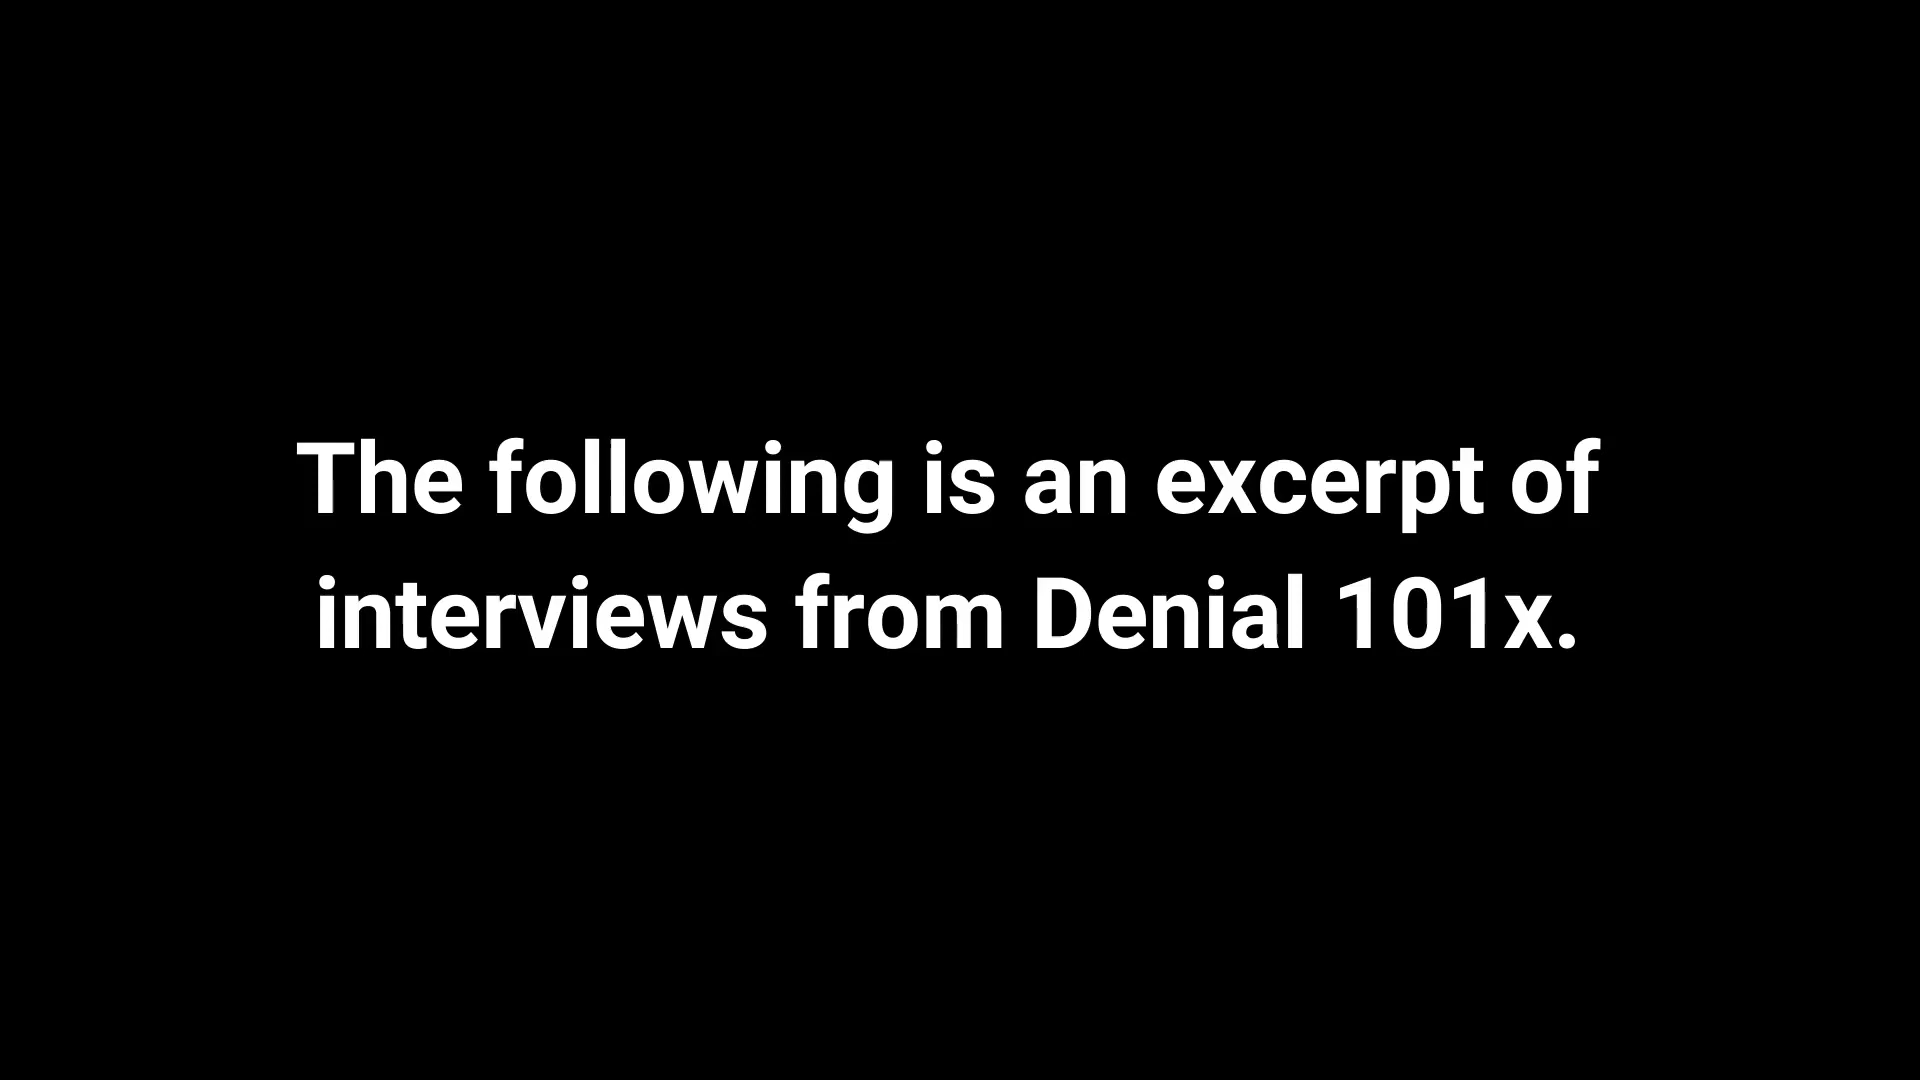 The following is an excerpt of
interviews from Denial 101x.